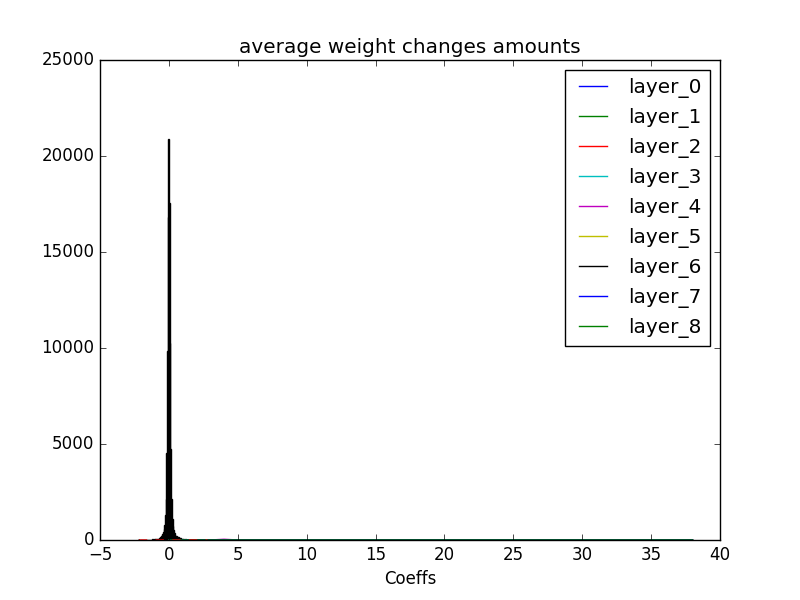 average weight changes amounts
25000
20000
15000
10000
5000
0
layer_0
layer_1
layer_2
layer_3
layer_4
layer_5
layer_6
layer_7
layer_8
−5 0 5 10 15 20 25 30 35 40
Coeffs